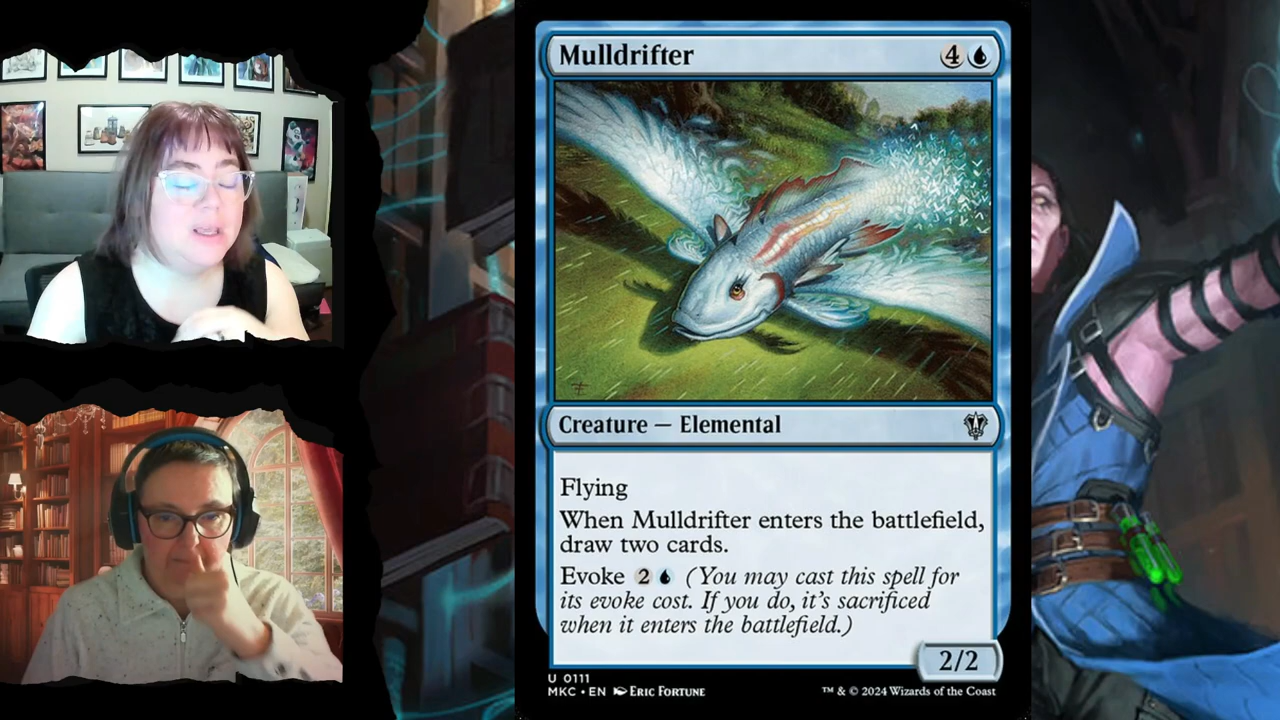 Mulldrifter 4
Creature — Elemental
Flying
When Mulldrifter enters the battlefield,
draw two cards.
Evoke 2 (You may cast this spell for
its evoke cost. If you do, it's sacrificed
when it enters the battlefield.)
2/2
U 0111
MKC • EN Eric Fortune
™ & © 2024 Wizards of the Coast